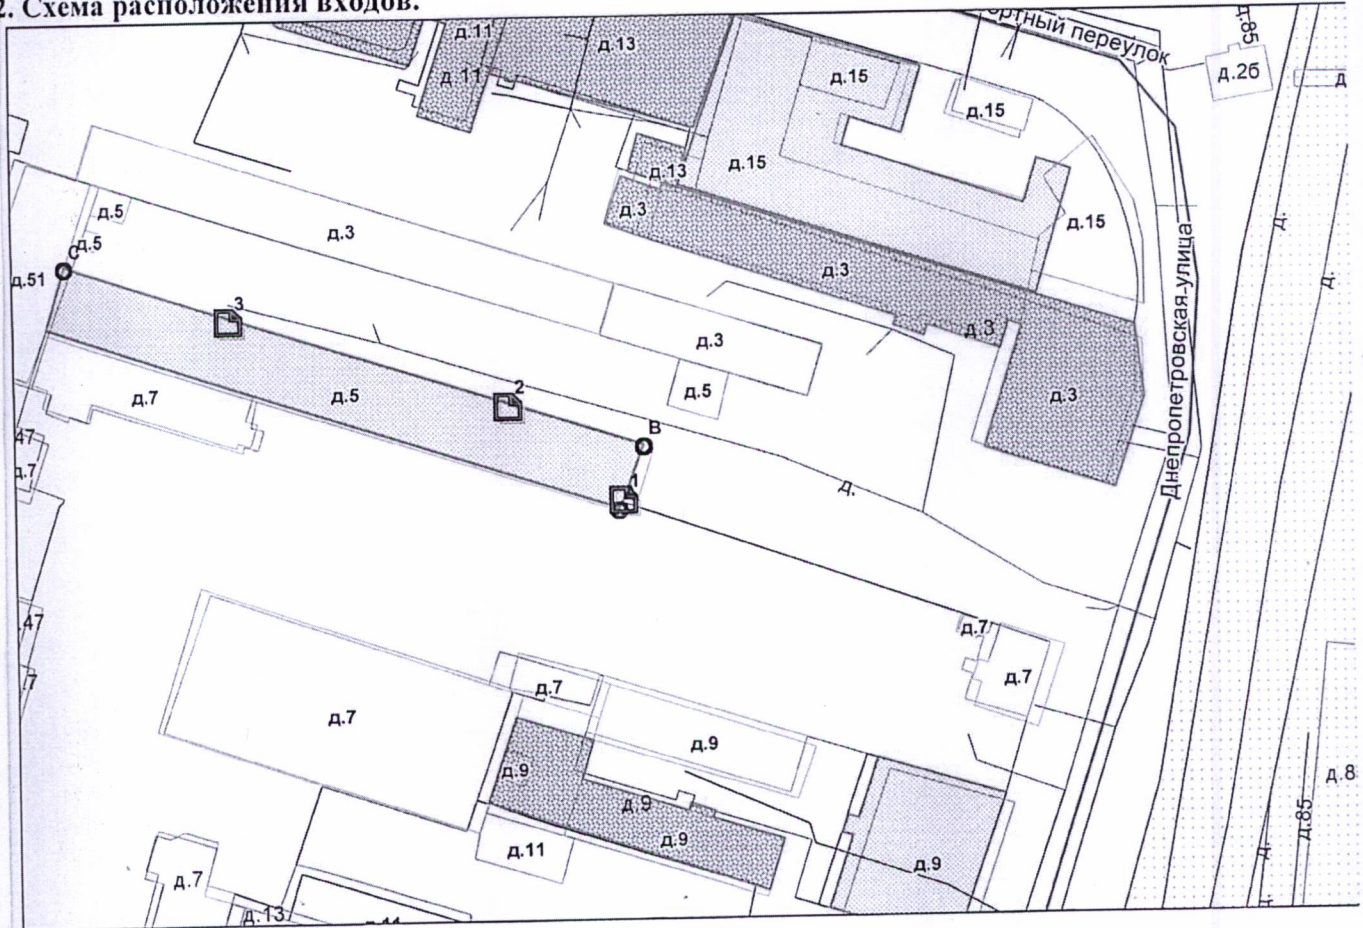 2. Схема расположения входов.
д.11
д.13
д.11
д.15
д.15
ортный переулок
д.85
д.2б
д
д.13
д.15
д.3
д.15
д.5
д.3
д.5
С
д.51
д.3
3
д.3
д.3
д.
д.
Днепропетровская улица
д.7
д.5
2
д.5
д.3
В
47
д.7
1
д.
.47
.7
д.7
д.7
д.7
д.7
д.9
д.9
д.9
д.9
д.11
д.9
д.7
д.13
д.8
д.85
д.
д.